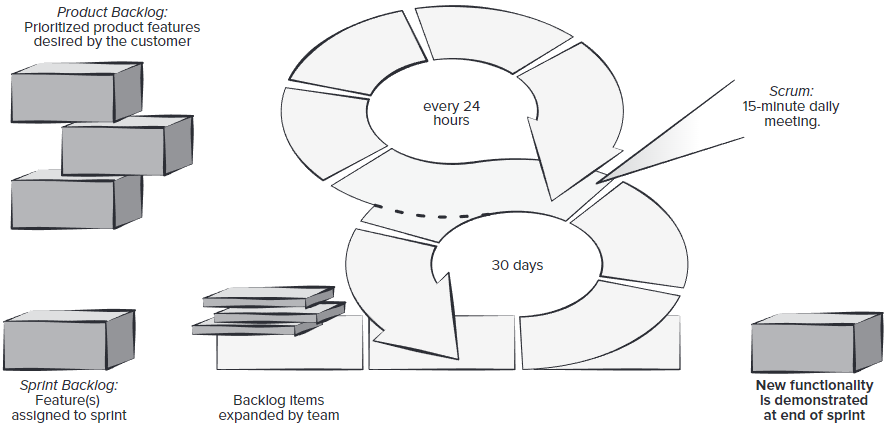 Product Backlog:
Prioritized product features
desired by the customer
every 24
hours
Scrum:
15-minute daily
meeting.
30 days
Sprint Backlog:
Feature(s)
assigned to sprint
Backlog items
expanded by team
New functionality
is demonstrated
at end of sprint